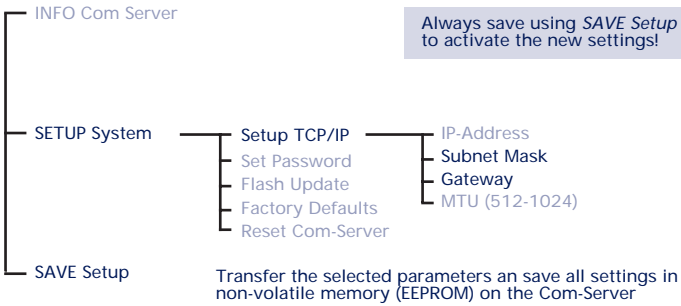 INFO Com Server
Always save using SAVE Setup
to activate the new settings!
SETUP System
Setup TCP/IP
IP-Address
Set Password
Subnet Mask
Flash Update
Gateway
Factory Defaults
MTU (512-1024)
Reset Com-Server
SAVE Setup
Transfer the selected parameters an save all settings in
non-volatile memory (EEPROM) on the Com-Server